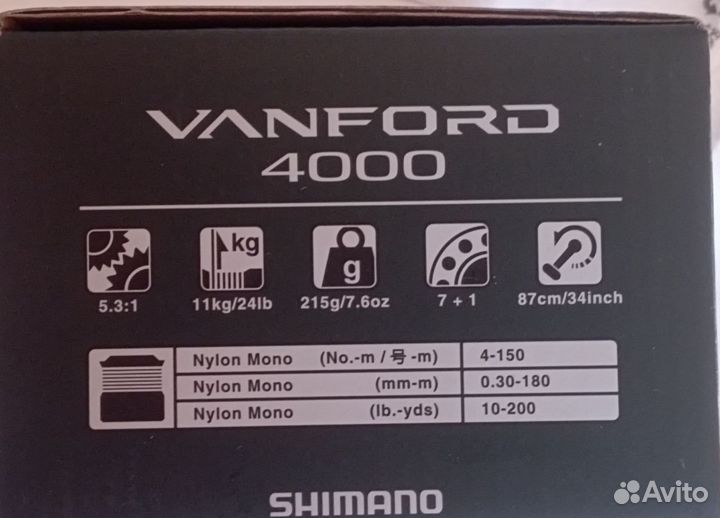 VANFORD
4000
kg
g
5.3:1 11kg/24lb 215g/7.6oz 7 + 1 87cm/34inch
Nylon Mono (No.-m / 号 -m) 4-150
Nylon Mono (mm-m) 0.30-180
Nylon Mono (lb.-yds) 10-200
SHIMANO
Avito